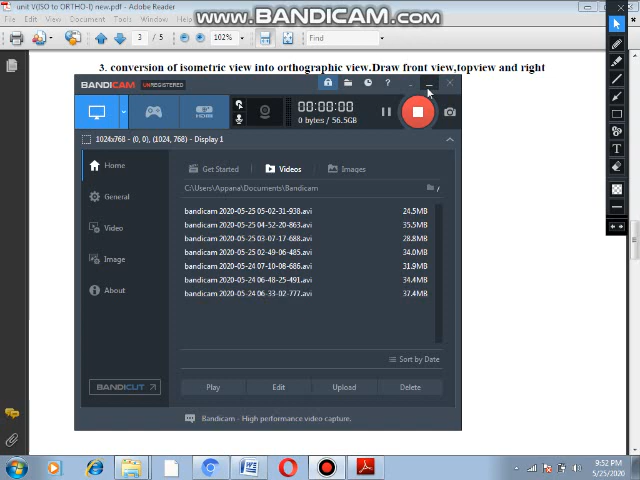 unit V(ISO to ORTHO-I) new.pdf - Adobe Reader
WWW.BANDICAM.COM
Edit View Document Tools Window Help
3 / 5 102% Find
3. conversion of isometric view into orthographic view.Draw front view,topview and right
BANDICAM UNREGISTERED ?
HDMI
00:00:00
0 bytes / 56.5GB
1024x768 - (0, 0), (1024, 768) - Display 1
Home
General
Video
Image
About
BANDICUT
Get Started Videos Images
C:\Users\Appana\Documents\Bandicam
bandicam 2020-05-25 05-02-31-938.avi 24.5MB
bandicam 2020-05-25 04-52-20-863.avi 35.5MB
bandicam 2020-05-25 03-07-17-688.avi 28.8MB
bandicam 2020-05-25 02-49-06-485.avi 34.0MB
bandicam 2020-05-24 07-10-08-685.avi 31.9MB
bandicam 2020-05-24 06-48-25-491.avi 34.4MB
bandicam 2020-05-24 06-33-02-777.avi 37.4MB
Sort by Date
Play Edit Upload Delete
Bandicam - High performance video capture.
9:52 PM
5/25/2020